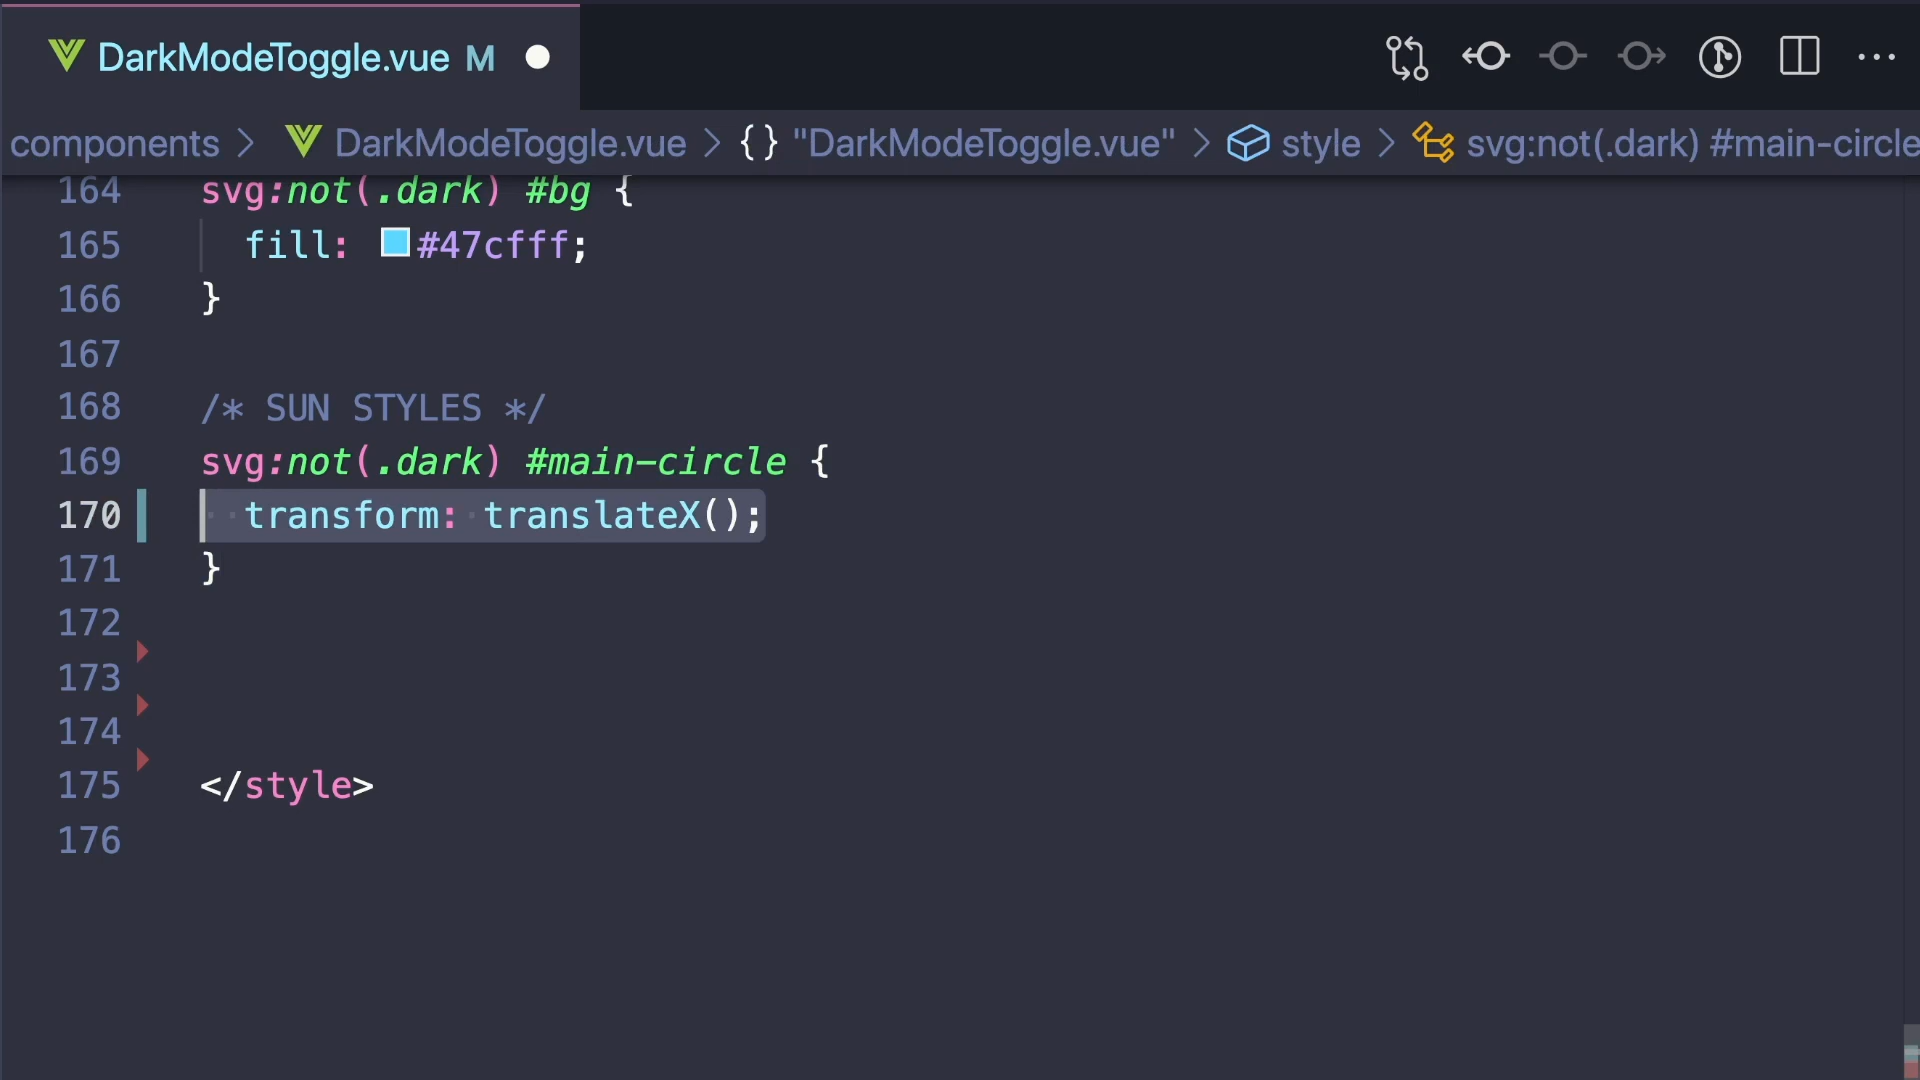 DarkModeToggle.vue M
components > DarkModeToggle.vue > {} "DarkModeToggle.vue" > style > svg:not(.dark) #main-circle
164 svg:not(.dark) #bg {
165 fill: #47cfff;
166 }
167
168 /* SUN STYLES */
169 svg:not(.dark) #main-circle {
170 transform: translateX();
171 }
172
173
174
175 </style>
176